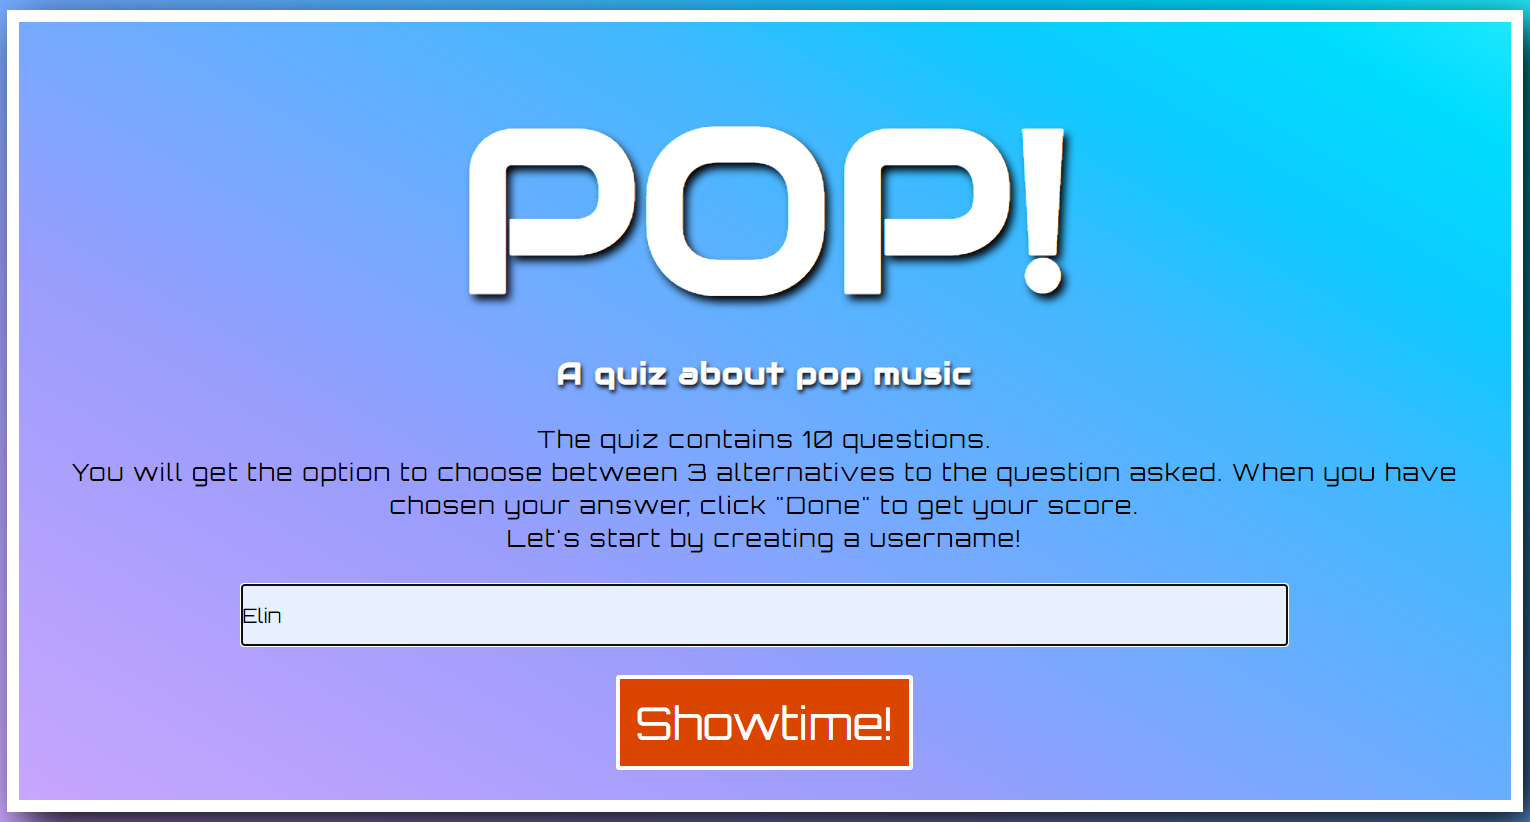 POP!
A quiz about pop music
The quiz contains 10 questions.
You will get the option to choose between 3 alternatives to the question asked. When you have
chosen your answer, click "Done" to get your score.
Let's start by creating a username!
Elin
Showtime!